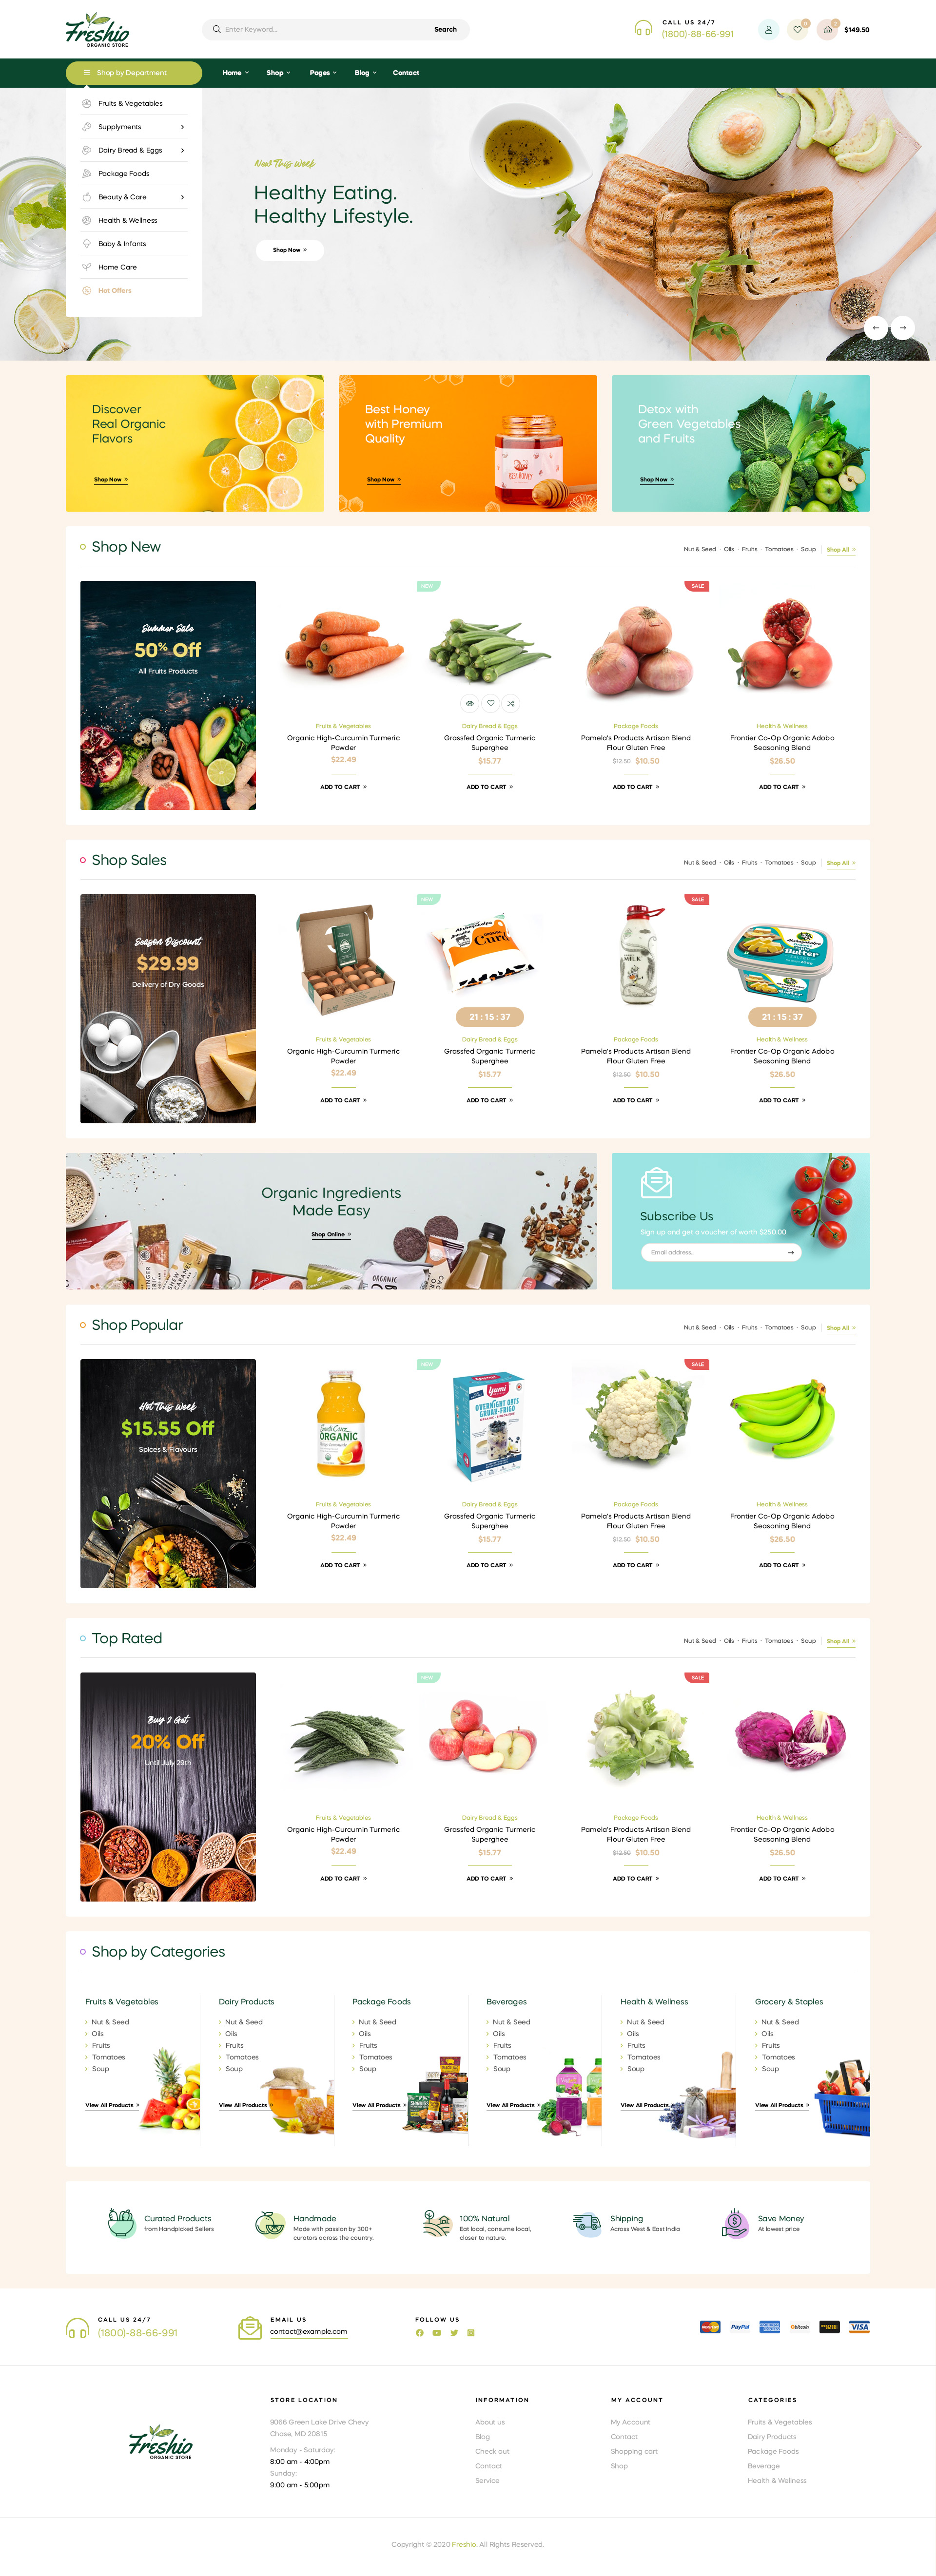 Freshio
ORGANIC STORE
Enter Keyword...
Search
CALL US 24/7
(1800)-88-66-991
0
2
$149.50
Shop by Department
Home
Shop
Pages
Blog
Contact
Fruits & Vegetables
Supplyments
Dairy Bread & Eggs
Package Foods
Beauty & Care
Health & Wellness
Baby & Infants
Home Care
Hot Offers
New This Week
Healthy Eating.
Healthy Lifestyle.
Shop Now
Discover
Real Organic
Flavors
Shop Now
Best Honey
with Premium
Quality
Shop Now
BEST HONEY
Detox with
Green Vegetables
and Fruits
Shop Now
Shop New
Nut & Seed · Oils · Fruits · Tomatoes · Soup
Shop All
Summer Sale
50% Off
All Fruits Products
NEW
SALE
Fruits & Vegetables
Organic High-Curcumin Turmeric
Powder
$22.49
ADD TO CART
Dairy Bread & Eggs
Grassfed Organic Turmeric
Superghee
$15.77
ADD TO CART
Package Foods
Pamela's Products Artisan Blend
Flour Gluten Free
$12.50 $10.50
ADD TO CART
Health & Wellness
Frontier Co-Op Organic Adobo
Seasoning Blend
$26.50
ADD TO CART
Shop Sales
Nut & Seed · Oils · Fruits · Tomatoes · Soup
Shop All
Season Discount
$29.99
Delivery of Dry Goods
NEW
SALE
Curd
MILK
Butter
21 : 15 : 37
21 : 15 : 37
Fruits & Vegetables
Organic High-Curcumin Turmeric
Powder
$22.49
ADD TO CART
Dairy Bread & Eggs
Grassfed Organic Turmeric
Superghee
$15.77
ADD TO CART
Package Foods
Pamela's Products Artisan Blend
Flour Gluten Free
$12.50 $10.50
ADD TO CART
Health & Wellness
Frontier Co-Op Organic Adobo
Seasoning Blend
$26.50
ADD TO CART
Organic Ingredients
Made Easy
Shop Online
Subscribe Us
Sign up and get a voucher of worth $250.00
Email address...
Shop Popular
Nut & Seed · Oils · Fruits · Tomatoes · Soup
Shop All
Hot This Week
$15.55 Off
Spices & Flavours
NEW
SALE
Santa Cruz
ORGANIC
Yumi
OVERNIGHT OATS
GRUAU-FRIGO
Fruits & Vegetables
Organic High-Curcumin Turmeric
Powder
$22.49
ADD TO CART
Dairy Bread & Eggs
Grassfed Organic Turmeric
Superghee
$15.77
ADD TO CART
Package Foods
Pamela's Products Artisan Blend
Flour Gluten Free
$12.50 $10.50
ADD TO CART
Health & Wellness
Frontier Co-Op Organic Adobo
Seasoning Blend
$26.50
ADD TO CART
Top Rated
Nut & Seed · Oils · Fruits · Tomatoes · Soup
Shop All
Buy 2 Get
20% Off
Until July 29th
NEW
SALE
Fruits & Vegetables
Organic High-Curcumin Turmeric
Powder
$22.49
ADD TO CART
Dairy Bread & Eggs
Grassfed Organic Turmeric
Superghee
$15.77
ADD TO CART
Package Foods
Pamela's Products Artisan Blend
Flour Gluten Free
$12.50 $10.50
ADD TO CART
Health & Wellness
Frontier Co-Op Organic Adobo
Seasoning Blend
$26.50
ADD TO CART
Shop by Categories
Fruits & Vegetables
Nut & Seed
Oils
Fruits
Tomatoes
Soup
View All Products
Dairy Products
Nut & Seed
Oils
Fruits
Tomatoes
Soup
View All Products
Package Foods
Nut & Seed
Oils
Fruits
Tomatoes
Soup
View All Products
Beverages
Nut & Seed
Oils
Fruits
Tomatoes
Soup
View All Products
Health & Wellness
Nut & Seed
Oils
Fruits
Tomatoes
Soup
View All Products
Grocery & Staples
Nut & Seed
Oils
Fruits
Tomatoes
Soup
View All Products
Curated Products
from Handpicked Sellers
Handmade
Made with passion by 300+
curators across the country.
100% Natural
Eat local, consume local,
closer to nature.
Shipping
Across West & East India
Save Money
At lowest price
CALL US 24/7
(1800)-88-66-991
EMAIL US
contact@example.com
FOLLOW US
PayPal
bitcoin
VISA
Freshio
ORGANIC STORE
STORE LOCATION
9066 Green Lake Drive Chevy
Chase, MD 20815
Monday - Saturday:
8:00 am - 4:00pm
Sunday:
9:00 am - 5:00pm
INFORMATION
About us
Blog
Check out
Contact
Service
MY ACCOUNT
My Account
Contact
Shopping cart
Shop
CATEGORIES
Fruits & Vegetables
Dairy Products
Package Foods
Beverage
Health & Wellness
Copyright © 2020 Freshio. All Rights Reserved.